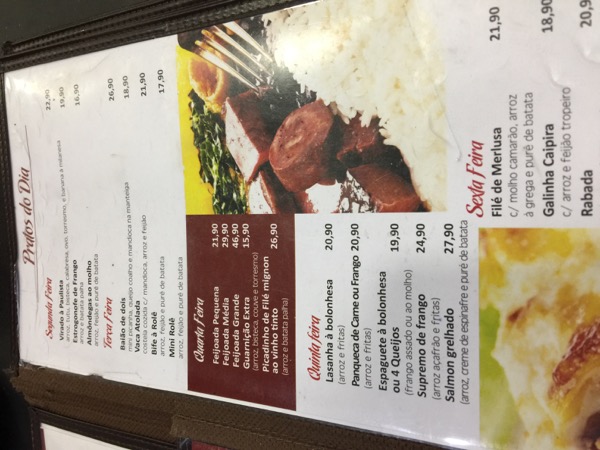 Pratos do Dia
Segunda Feira
Virado à Paulista 22,90
arroz, tutu, bisteca, calabresa, ovo, torresmo, e banana à milanesa
Estrogonofe de Frango 19,90
arroz e batata palha
Almôndegas ao molho 16,90
arroz, feijão e purê de batata
Terça Feira
Baião de dois 26,90
mini picanha, queijo coalho e mandioca na manteiga
Vaca Atolada 18,90
costela cozida c/ mandioca, arroz e feijão
Bife à Rolê 21,90
arroz, feijão e purê de batata
Mini Rolê 17,90
arroz, feijão e purê de batata
Quarta Feira
Feijoada Pequena 21,90
Feijoada Média 29,90
Feijoada Grande 46,90
Guarnição Extra 15,90
(arroz, bisteca, couve e torresmo)
Picadinho de Filé mignon
ao vinho tinto 26,90
(arroz e batata palha)
Quinta feira
Lasanha à bolonhesa 20,90
(arroz e fritas)
Panqueca de Carne ou Frango 20,90
(arroz e fritas)
Espaguete à bolonhesa
ou 4 Queijos 19,90
(frango assado ou ao molho)
Supremo de frango 24,90
(arroz açafrão e fritas)
Salmon grelhado 27,90
(arroz, creme de espinafre e purê de batata
Sexta Feira
Filé de Merlusa 21,90
c/ molho camarão, arroz
à grega e purê de batata
Galinha Caipira 18,90
c/ arroz e feijão tropeiro
Rabada 20,9